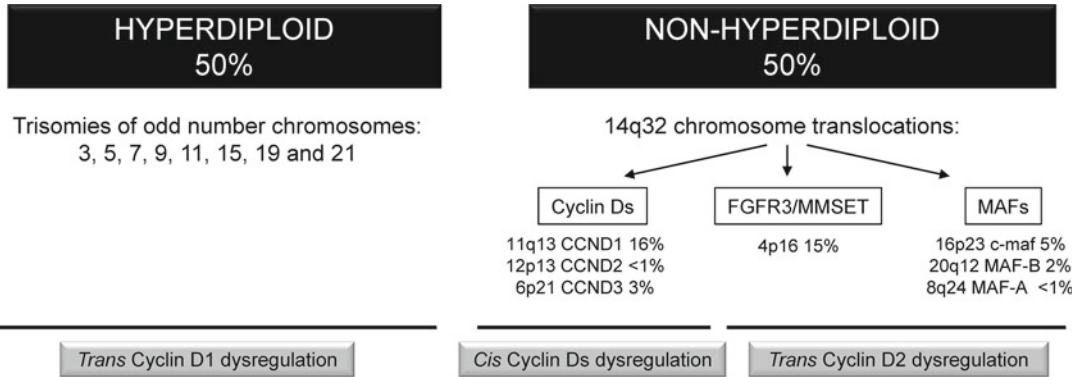 HYPERDIPLOID
50%
NON-HYPERDIPLOID
50%
Trisomies of odd number chromosomes:
3, 5, 7, 9, 11, 15, 19 and 21
14q32 chromosome translocations:
Cyclin Ds
FGFR3/MMSET
MAFs
11q13 CCND1 16%
12p13 CCND2 <1%
6p21 CCND3 3%
4p16 15%
16p23 c-maf 5%
20q12 MAF-B 2%
8q24 MAF-A <1%
Trans Cyclin D1 dysregulation
Cis Cyclin Ds dysregulation
Trans Cyclin D2 dysregulation